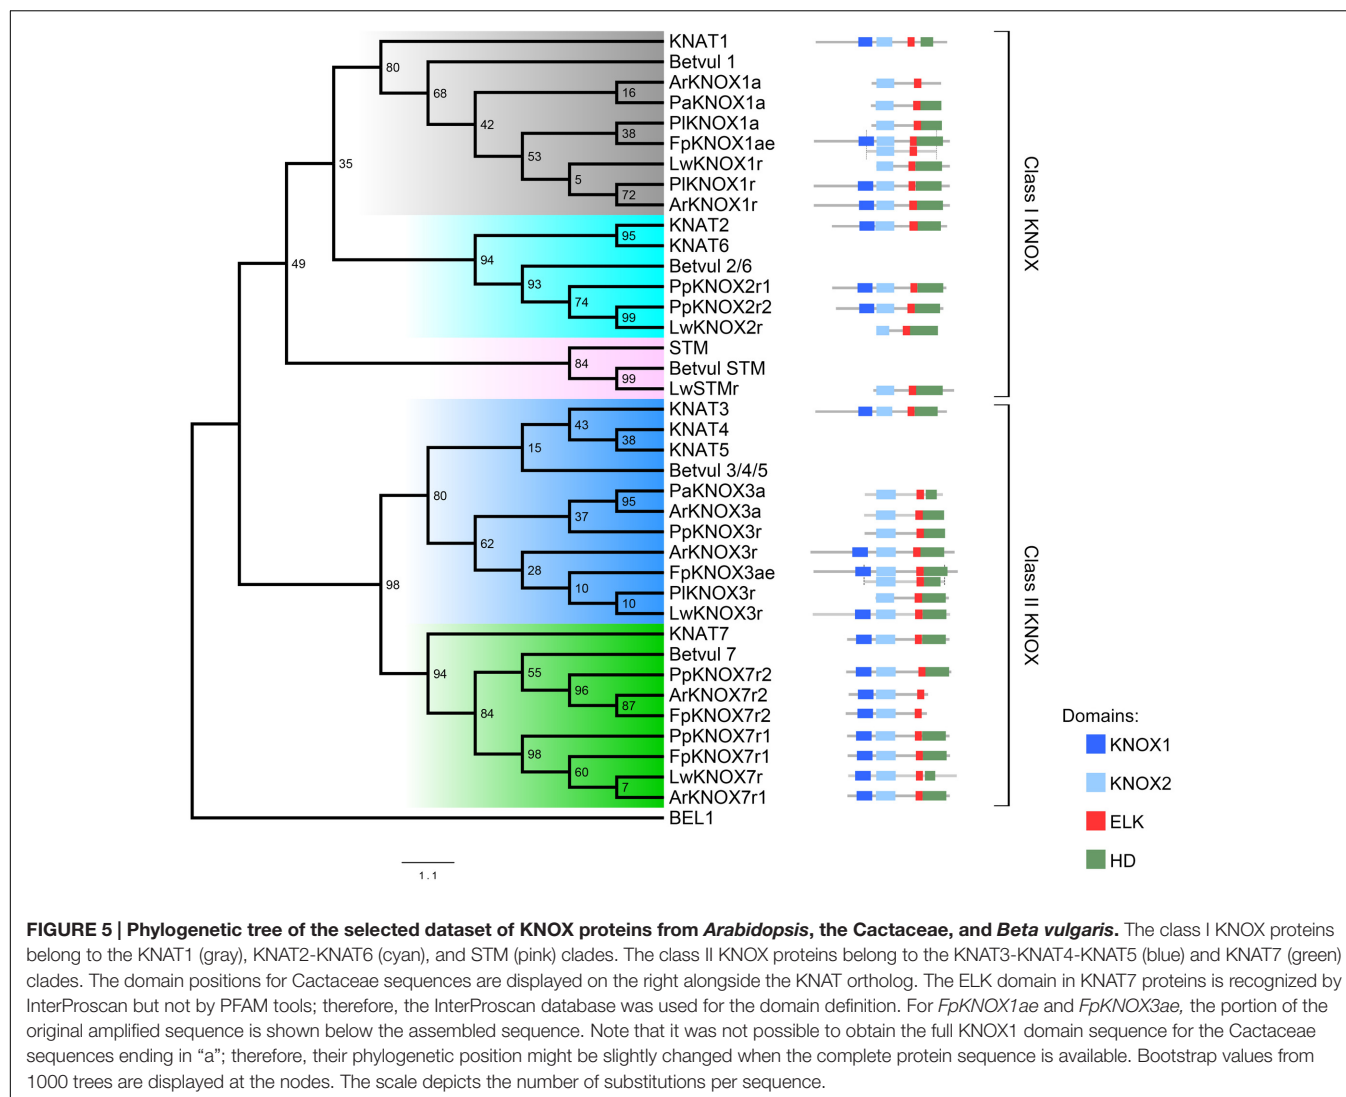 KNAT1
Betvul 1
ArKNOX1a
PaKNOX1a
PlKNOX1a
FpKNOX1ae
LwKNOX1r
PlKNOX1r
ArKNOX1r
KNAT2
KNAT6
Betvul 2/6
PpKNOX2r1
PpKNOX2r2
LwKNOX2r
STM
Betvul STM
LwSTMr
KNAT3
KNAT4
KNAT5
Betvul 3/4/5
PaKNOX3a
ArKNOX3a
PpKNOX3r
ArKNOX3r
FpKNOX3ae
PlKNOX3r
LwKNOX3r
KNAT7
Betvul 7
PpKNOX7r2
ArKNOX7r2
FpKNOX7r2
PpKNOX7r1
FpKNOX7r1
LwKNOX7r
ArKNOX7r1
BEL1
80
68
16
42
38
53
5
72
35
95
94
93
74
99
49
84
99
43
38
15
80
95
37
62
28
10
10
98
94
55
96
87
84
98
60
7
1.1
Class I KNOX
Class II KNOX
Domains:
KNOX1
KNOX2
ELK
HD
FIGURE 5 | Phylogenetic tree of the selected dataset of KNOX proteins from Arabidopsis, the Cactaceae, and Beta vulgaris. The class I KNOX proteins
belong to the KNAT1 (gray), KNAT2-KNAT6 (cyan), and STM (pink) clades. The class II KNOX proteins belong to the KNAT3-KNAT4-KNAT5 (blue) and KNAT7 (green)
clades. The domain positions for Cactaceae sequences are displayed on the right alongside the KNAT ortholog. The ELK domain in KNAT7 proteins is recognized by
InterProscan but not by PFAM tools; therefore, the InterProscan database was used for the domain definition. For FpKNOX1ae and FpKNOX3ae, the portion of the
original amplified sequence is shown below the assembled sequence. Note that it was not possible to obtain the full KNOX1 domain sequence for the Cactaceae
sequences ending in “a”; therefore, their phylogenetic position might be slightly changed when the complete protein sequence is available. Bootstrap values from
1000 trees are displayed at the nodes. The scale depicts the number of substitutions per sequence.